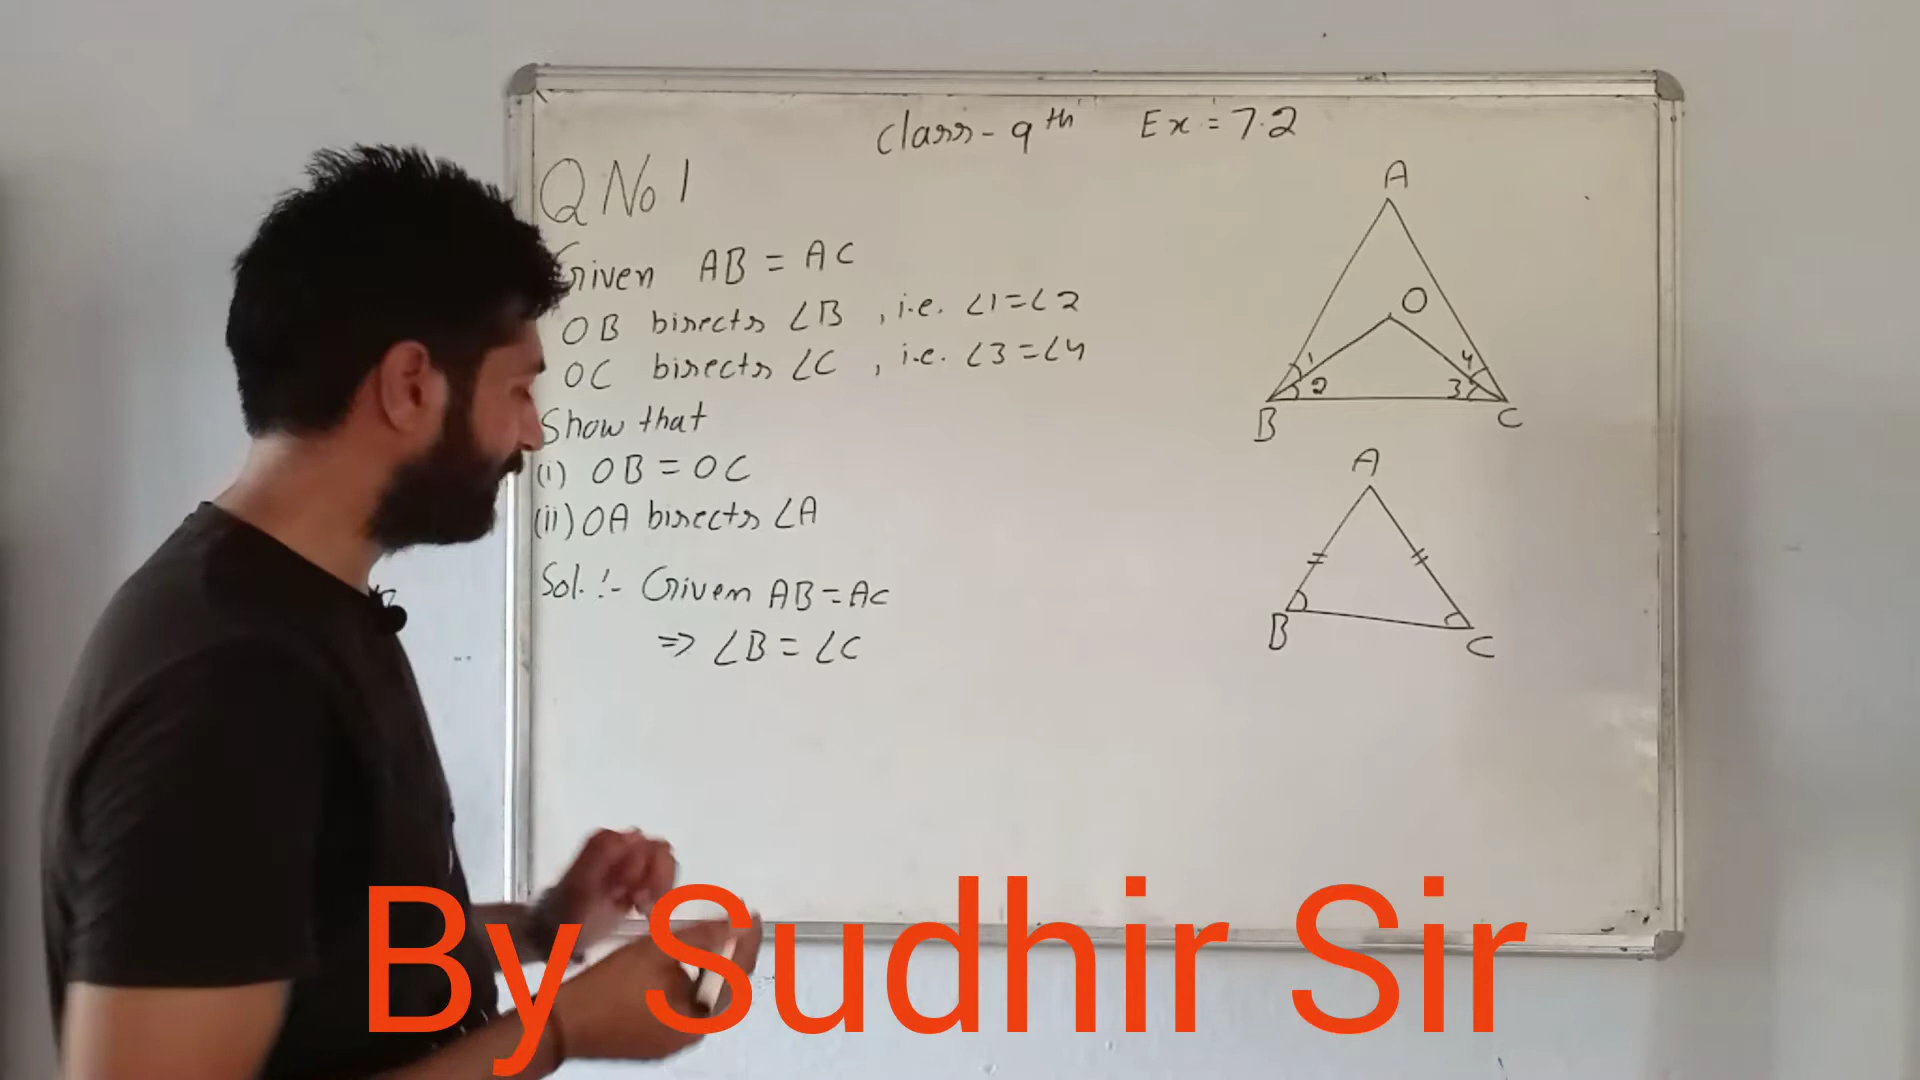 Class - 9th Ex = 7.2
Q No 1
Given AB = AC
OB bisects ∠B , i.e. ∠1=∠2
OC bisects ∠C , i.e. ∠3=∠4
Show that
(i) OB = OC
(ii) OA bisects ∠A
Sol. :- Given AB = AC
=> ∠B = ∠C
A
O
1
4
2
3
B
C
A
B
C
By Sudhir Sir